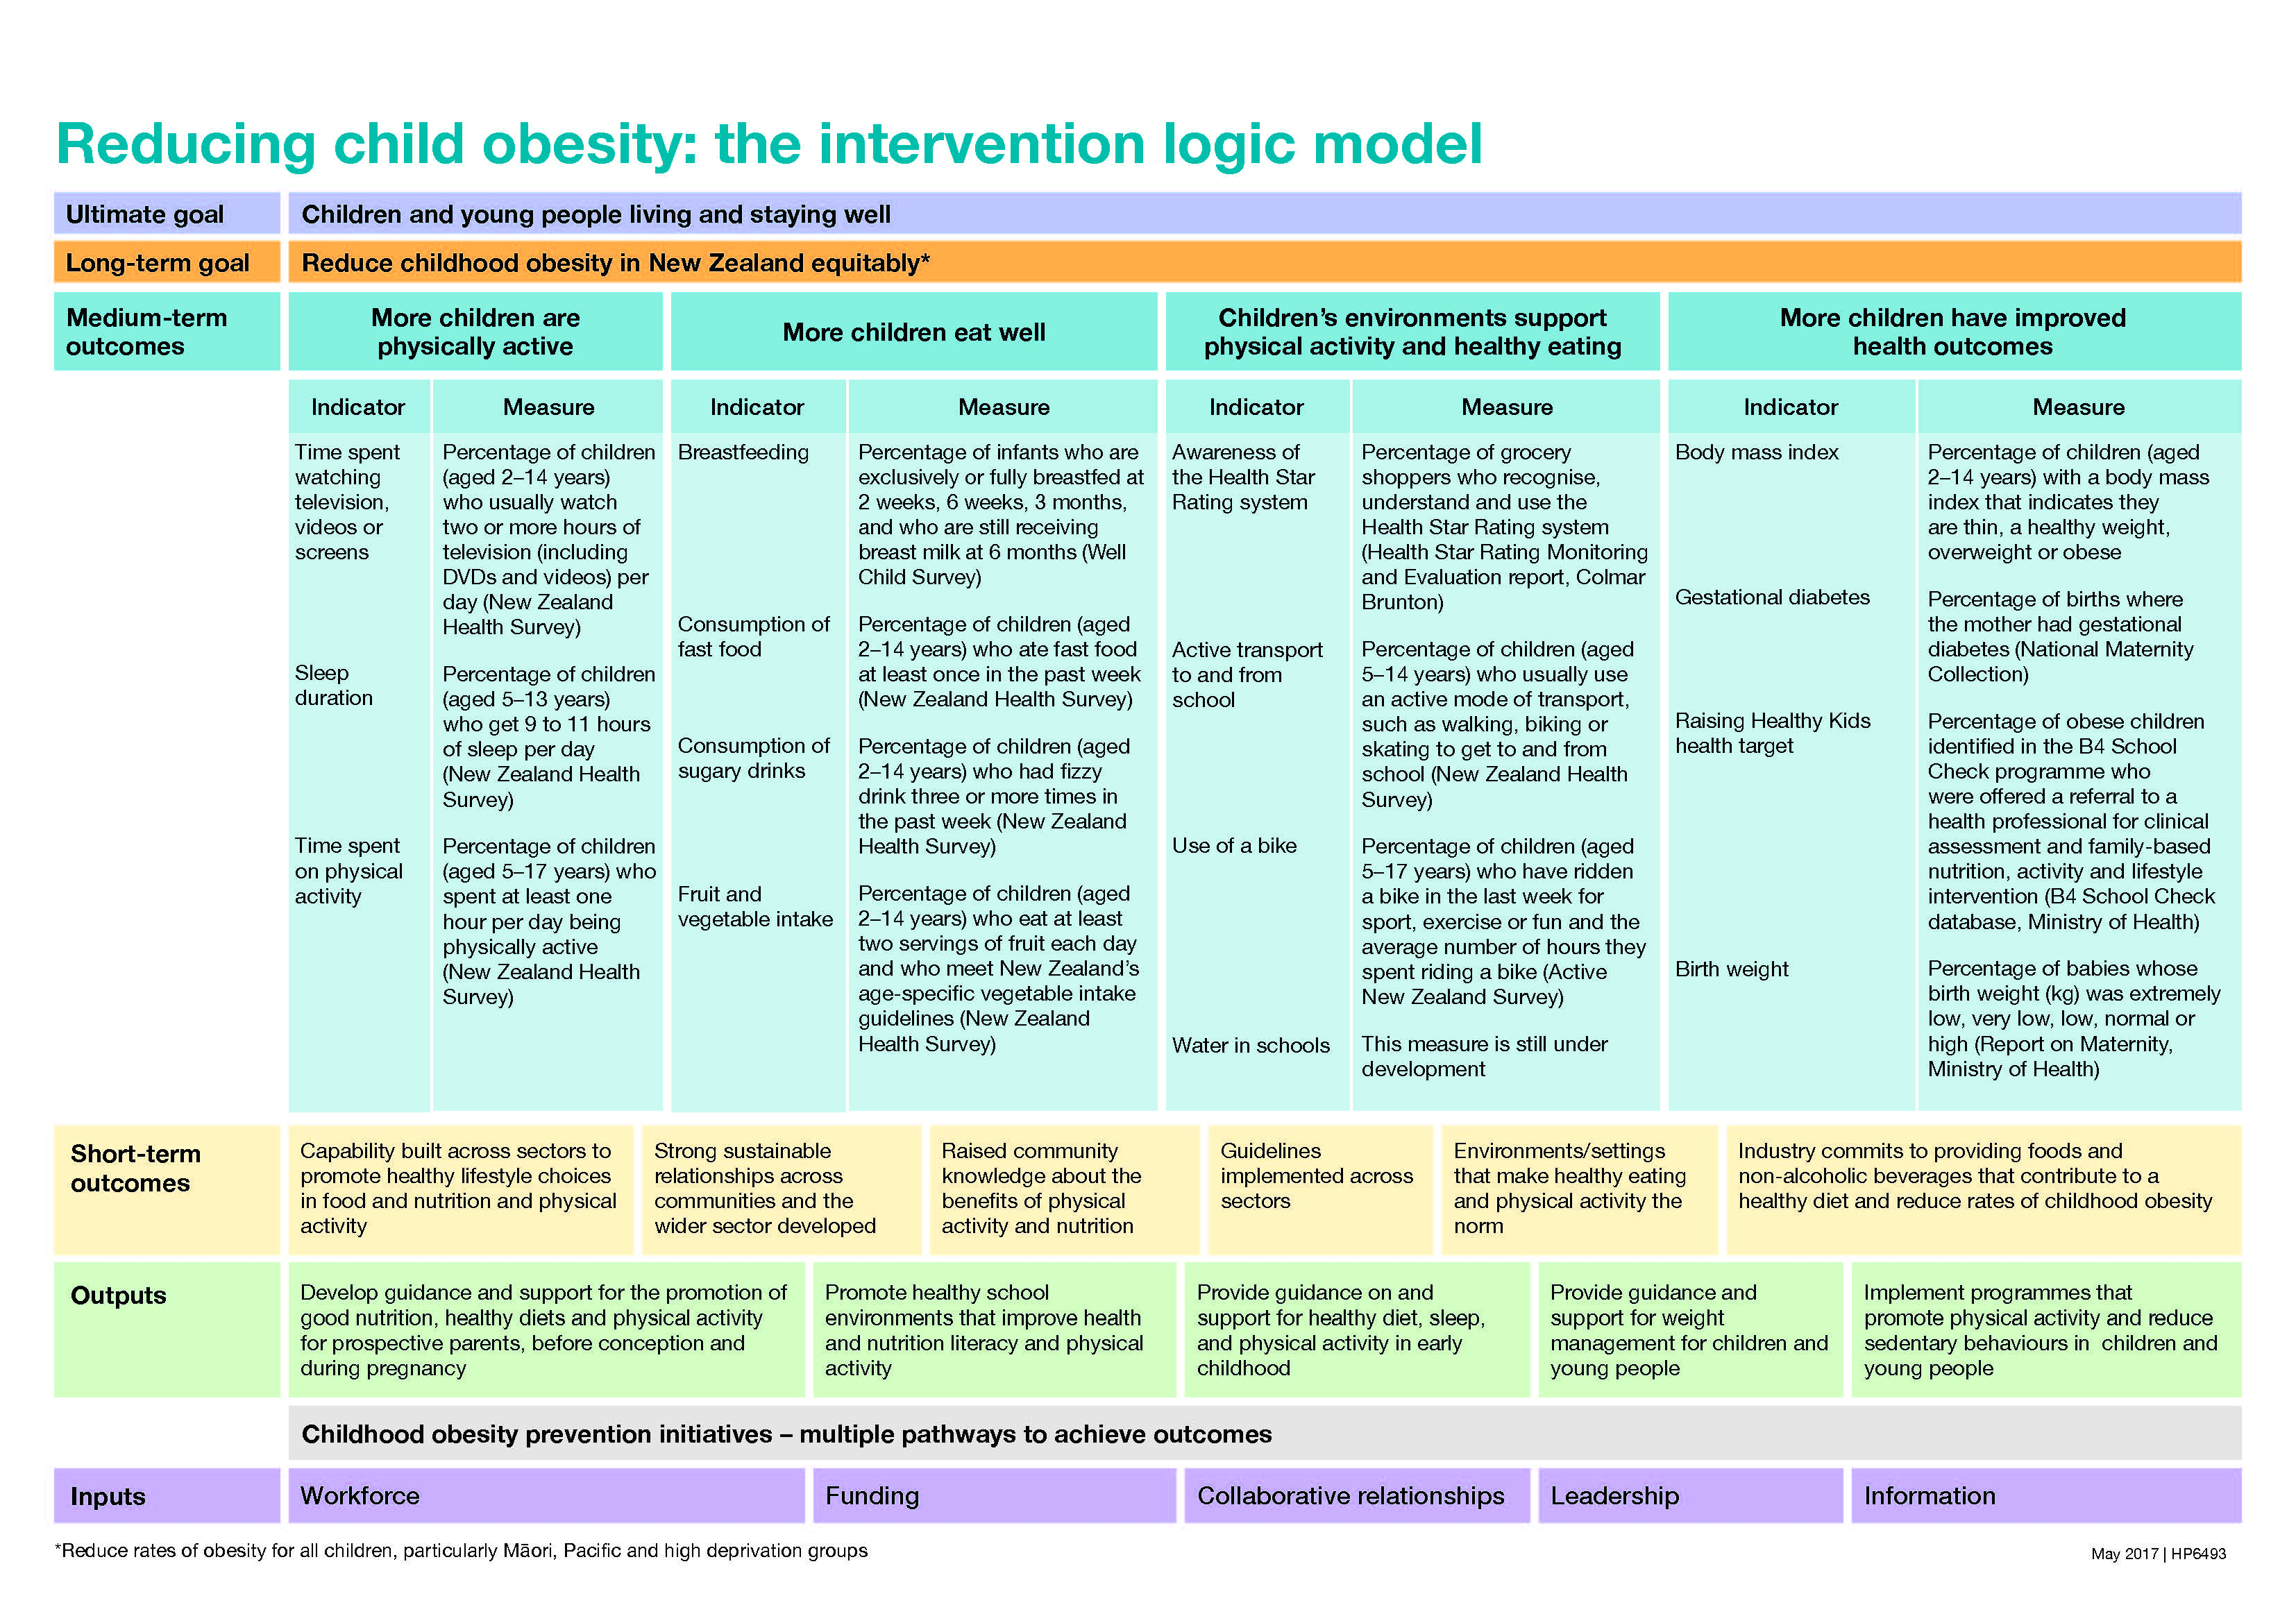 Reducing child obesity: the intervention logic model
Ultimate goal
Children and young people living and staying well
Long-term goal
Reduce childhood obesity in New Zealand equitably*
Medium-term
outcomes
More children are
physically active
More children eat well
Children’s environments support
physical activity and healthy eating
More children have improved
health outcomes
Indicator
Measure
Time spent
watching
television,
videos or
screens
Percentage of children
(aged 2–14 years)
who usually watch
two or more hours of
television (including
DVDs and videos) per
day (New Zealand
Health Survey)
Sleep
duration
Percentage of children
(aged 5–13 years)
who get 9 to 11 hours
of sleep per day
(New Zealand Health
Survey)
Time spent
on physical
activity
Percentage of children
(aged 5–17 years) who
spent at least one
hour per day being
physically active
(New Zealand Health
Survey)
Indicator
Measure
Breastfeeding
Percentage of infants who are
exclusively or fully breastfed at
2 weeks, 6 weeks, 3 months,
and who are still receiving
breast milk at 6 months (Well
Child Survey)
Consumption of
fast food
Percentage of children (aged
2–14 years) who ate fast food
at least once in the past week
(New Zealand Health Survey)
Consumption of
sugary drinks
Percentage of children (aged
2–14 years) who had fizzy
drink three or more times in
the past week (New Zealand
Health Survey)
Fruit and
vegetable intake
Percentage of children (aged
2–14 years) who eat at least
two servings of fruit each day
and who meet New Zealand’s
age-specific vegetable intake
guidelines (New Zealand
Health Survey)
Indicator
Measure
Awareness of
the Health Star
Rating system
Percentage of grocery
shoppers who recognise,
understand and use the
Health Star Rating system
(Health Star Rating Monitoring
and Evaluation report, Colmar
Brunton)
Active transport
to and from
school
Percentage of children (aged
5–14 years) who usually use
an active mode of transport,
such as walking, biking or
skating to get to and from
school (New Zealand Health
Survey)
Use of a bike
Percentage of children (aged
5–17 years) who have ridden
a bike in the last week for
sport, exercise or fun and the
average number of hours they
spent riding a bike (Active
New Zealand Survey)
Water in schools
This measure is still under
development
Indicator
Measure
Body mass index
Percentage of children (aged
2–14 years) with a body mass
index that indicates they
are thin, a healthy weight,
overweight or obese
Gestational diabetes
Percentage of births where
the mother had gestational
diabetes (National Maternity
Collection)
Raising Healthy Kids
health target
Percentage of obese children
identified in the B4 School
Check programme who
were offered a referral to a
health professional for clinical
assessment and family-based
nutrition, activity and lifestyle
intervention (B4 School Check
database, Ministry of Health)
Birth weight
Percentage of babies whose
birth weight (kg) was extremely
low, very low, low, normal or
high (Report on Maternity,
Ministry of Health)
Short-term
outcomes
Capability built across sectors to
promote healthy lifestyle choices
in food and nutrition and physical
activity
Strong sustainable
relationships across
communities and the
wider sector developed
Raised community
knowledge about the
benefits of physical
activity and nutrition
Guidelines
implemented across
sectors
Environments/settings
that make healthy eating
and physical activity the
norm
Industry commits to providing foods and
non-alcoholic beverages that contribute to a
healthy diet and reduce rates of childhood obesity
Outputs
Develop guidance and support for the promotion of
good nutrition, healthy diets and physical activity
for prospective parents, before conception and
during pregnancy
Promote healthy school
environments that improve health
and nutrition literacy and physical
activity
Provide guidance on and
support for healthy diet, sleep,
and physical activity in early
childhood
Provide guidance and
support for weight
management for children and
young people
Implement programmes that
promote physical activity and reduce
sedentary behaviours in children and
young people
Childhood obesity prevention initiatives – multiple pathways to achieve outcomes
Inputs
Workforce
Funding
Collaborative relationships
Leadership
Information
*Reduce rates of obesity for all children, particularly Māori, Pacific and high deprivation groups
May 2017 | HP6493